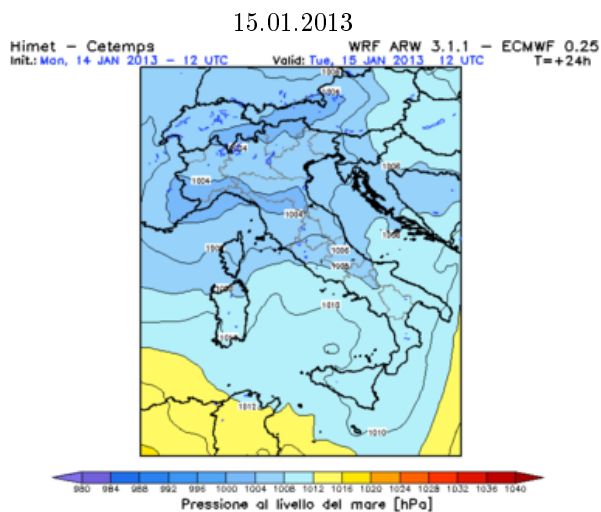 15.01.2013
Himet - Cetemps WRF ARW 3.1.1 - ECMWF 0.25
Init.: Mon, 14 JAN 2013 - 12 UTC Valid: Tue, 15 JAN 2013 12 UTC T=+24h
1004
1004
1006
1004
1004
1006
1010
1012
1010
980 984 988 992 996 1000 1004 1008 1012 1016 1020 1024 1028 1032 1036 1040
Pressione al livello del mare [hPa]